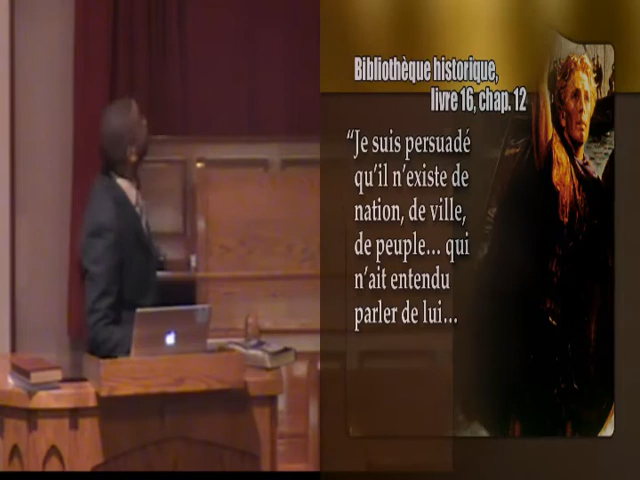 Bibliothèque historique,
livre 16, chap. 12
“Je suis persuadé
qu’il n’existe de
nation, de ville,
de peuple... qui
n’ait entendu
parler de lui...